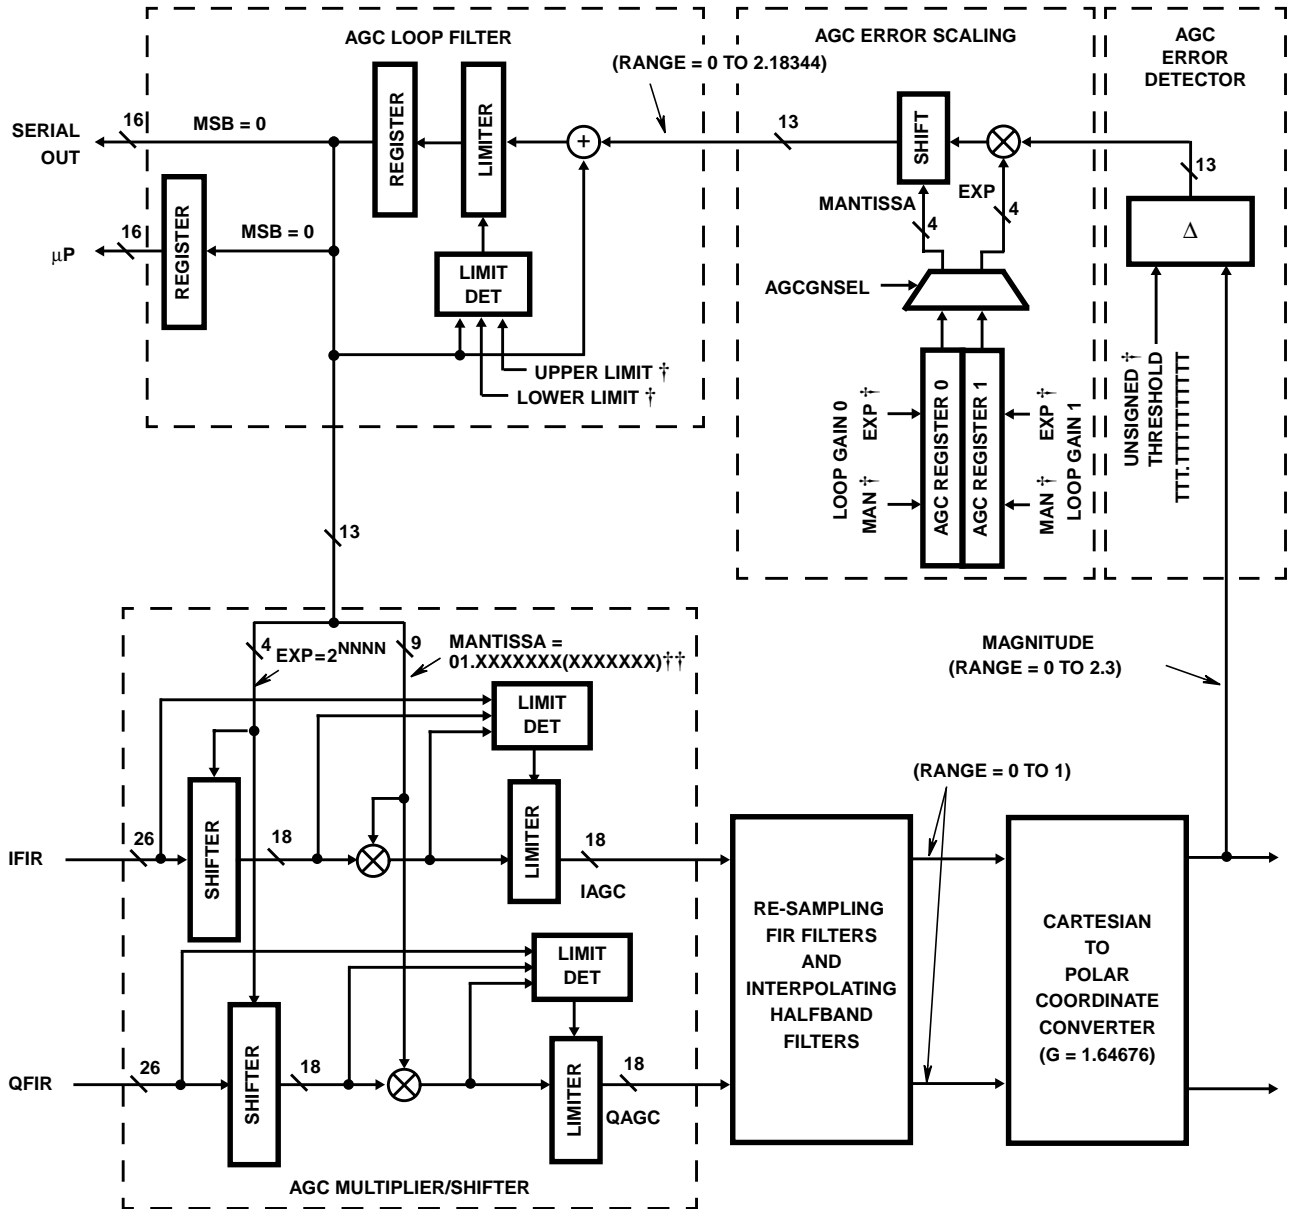 AGC LOOP FILTER
(RANGE = 0 TO 2.18344)
AGC ERROR SCALING
AGC
ERROR
DETECTOR
SERIAL
OUT
16
MSB = 0
REGISTER
LIMITER
+
13
SHIFT
13
MANTISSA
EXP
4
4
Δ
μP
16
REGISTER
MSB = 0
LIMIT
DET
AGCGNSEL
UPPER LIMIT †
LOWER LIMIT †
LOOP GAIN 0
MAN †
EXP †
AGC REGISTER 0
AGC REGISTER 1
MAN †
EXP †
LOOP GAIN 1
UNSIGNED †
THRESHOLD
TTT.TTTTTTTTTT
13
4
EXP=2NNNN
9
MANTISSA =
01.XXXXXXX(XXXXXXX)††
MAGNITUDE
(RANGE = 0 TO 2.3)
LIMIT
DET
(RANGE = 0 TO 1)
IFIR
26
SHIFTER
18
LIMITER
18
IAGC
RE-SAMPLING
FIR FILTERS
AND
INTERPOLATING
HALFBAND
FILTERS
CARTESIAN
TO
POLAR
COORDINATE
CONVERTER
(G = 1.64676)
LIMIT
DET
QFIR
26
SHIFTER
18
LIMITER
18
QAGC
AGC MULTIPLIER/SHIFTER